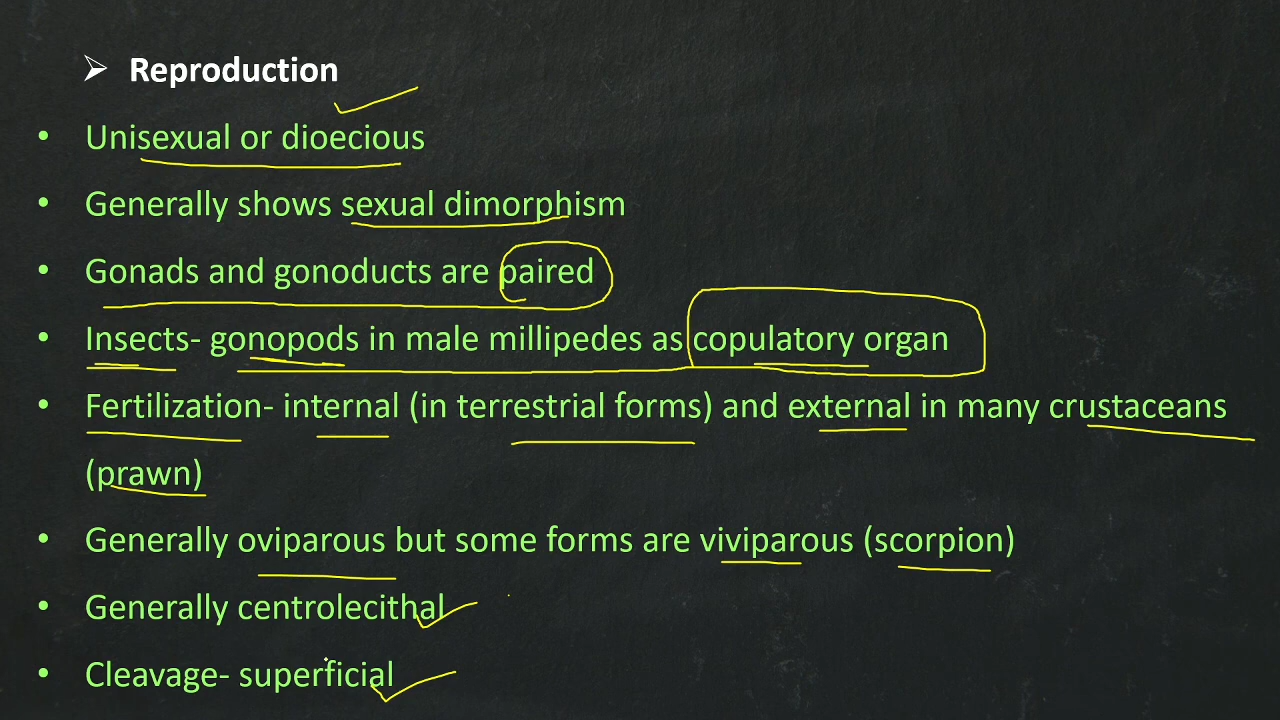 ➢ Reproduction
• Unisexual or dioecious
• Generally shows sexual dimorphism
• Gonads and gonoducts are paired
• Insects- gonopods in male millipedes as copulatory organ
• Fertilization- internal (in terrestrial forms) and external in many crustaceans
(prawn)
• Generally oviparous but some forms are viviparous (scorpion)
• Generally centrolecithal
• Cleavage- superficial